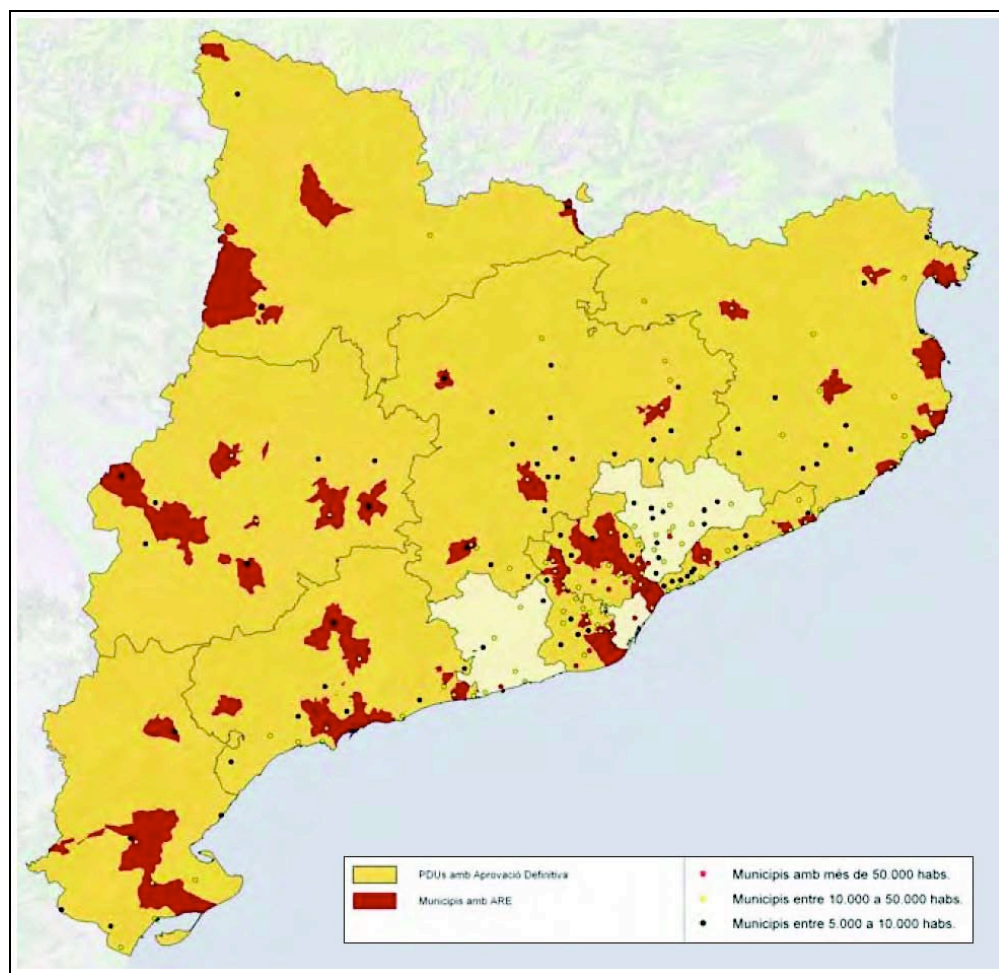 PDUs amb Aprovació Definitiva
Municipis amb ARE
Municipis amb més de 50.000 habs.
Municipis entre 10.000 a 50.000 habs.
Municipis entre 5.000 a 10.000 habs.